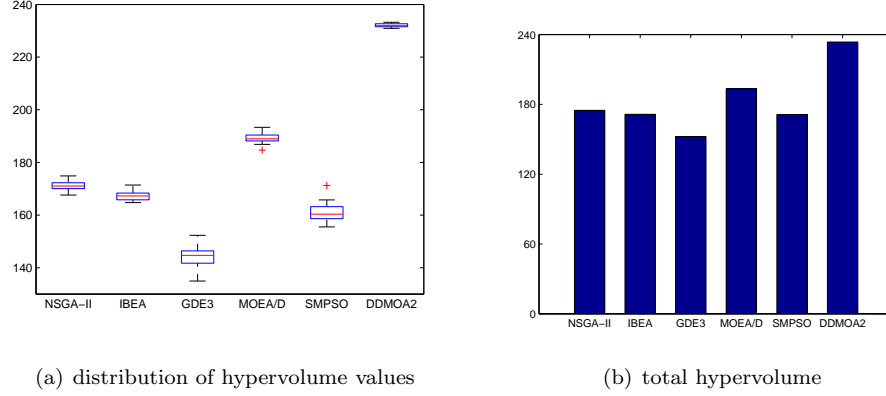 240
220
200
180
160
140
NSGA−II IBEA GDE3 MOEA/D SMPSO DDMOA2
(a) distribution of hypervolume values
240
180
120
60
0
NSGA−II IBEA GDE3 MOEA/D SMPSO DDMOA2
(b) total hypervolume